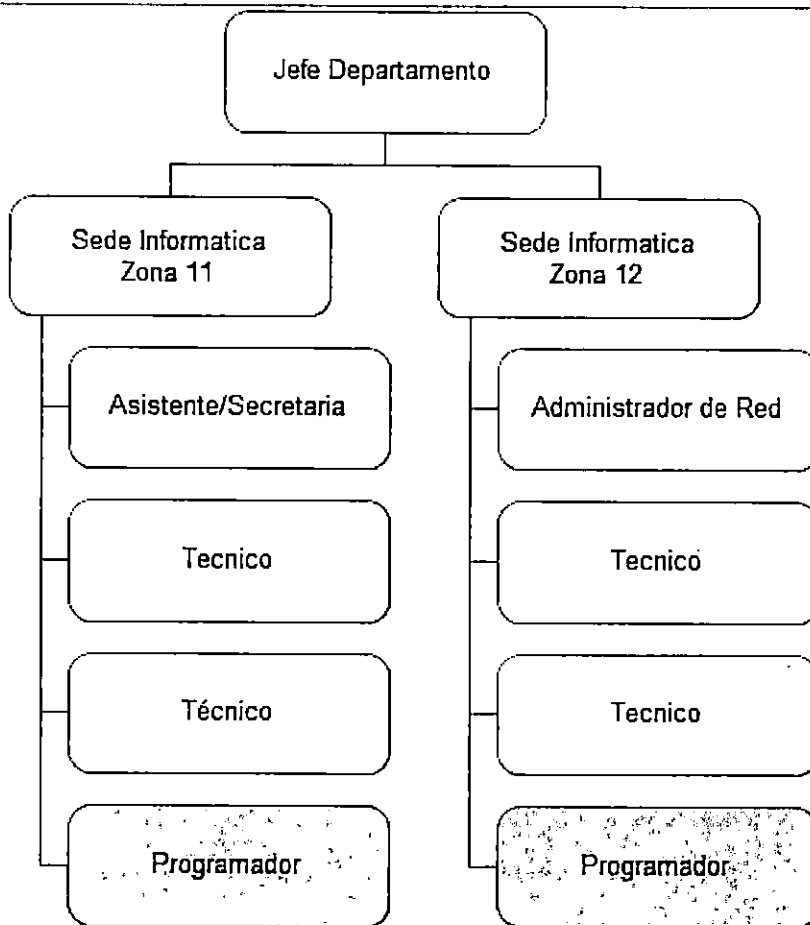 Jefe Departamento
Sede Informatica
Zona 11
Asistente/Secretaria
Tecnico
Técnico
Programador
Sede Informatica
Zona 12
Administrador de Red
Tecnico
Tecnico
Programador